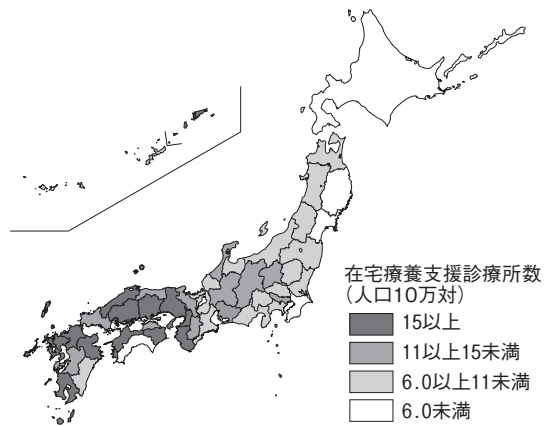 在宅療養支援診療所数
(人口10万対)
15以上
11以上15未満
6.0以上11未満
6.0未満